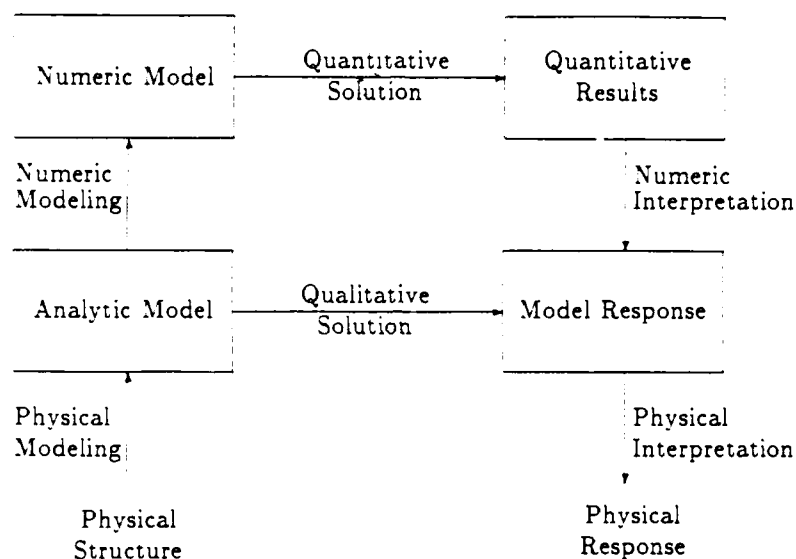 Numeric Model
Quantitative
Solution
Quantitative
Results
Numeric
Modeling
Numeric
Interpretation
Analytic Model
Qualitative
Solution
Model Response
Physical
Modeling
Physical
Interpretation
Physical
Structure
Physical
Response